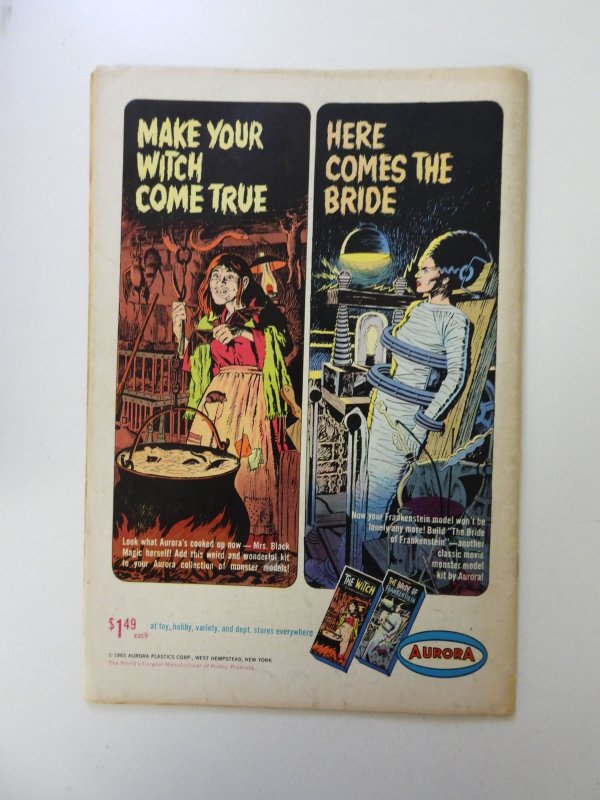 MAKE YOUR
WITCH
COME TRUE
Look what Aurora's cooked up now — Mrs. Black
Magic herself! Add this weird and wonderful kit
to your Aurora collection of monster models!
HERE
COMES THE
BRIDE
Now your Frankenstein model won't be
lonely any more! Build "The Bride
of Frankenstein"—another
classic movie
monster model
kit by Aurora!
$1.49 each
at toy, hobby, variety, and dept. stores everywhere
THE WITCH
THE BRIDE OF
FRANKENSTEIN
AURORA
© 1965 AURORA PLASTICS CORP., WEST HEMPSTEAD, NEW YORK
The World's Largest Manufacturer of Hobby Products